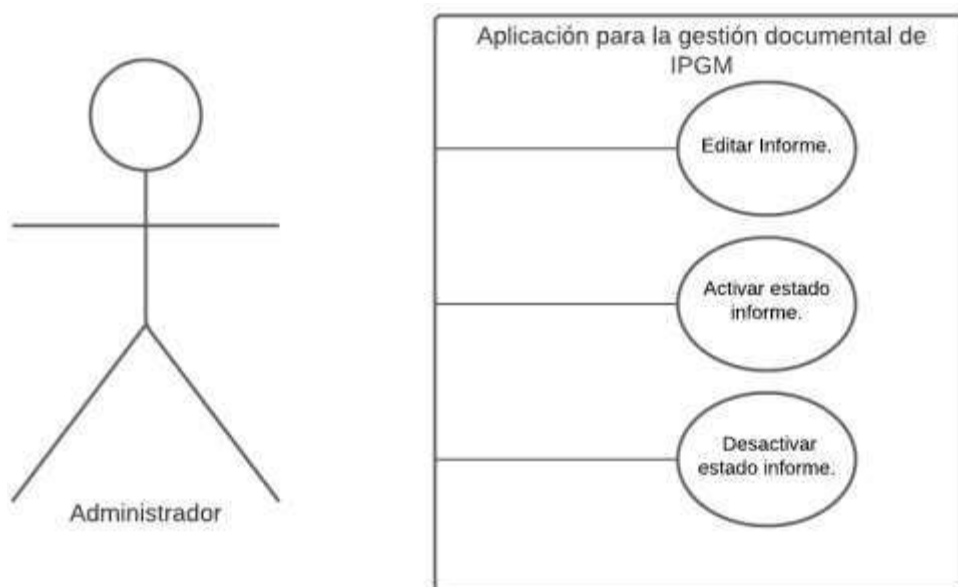 Aplicación para la gestión documental de
IPGM
Editar Informe.
Activar estado
informe.
Desactivar
estado informe.
Administrador